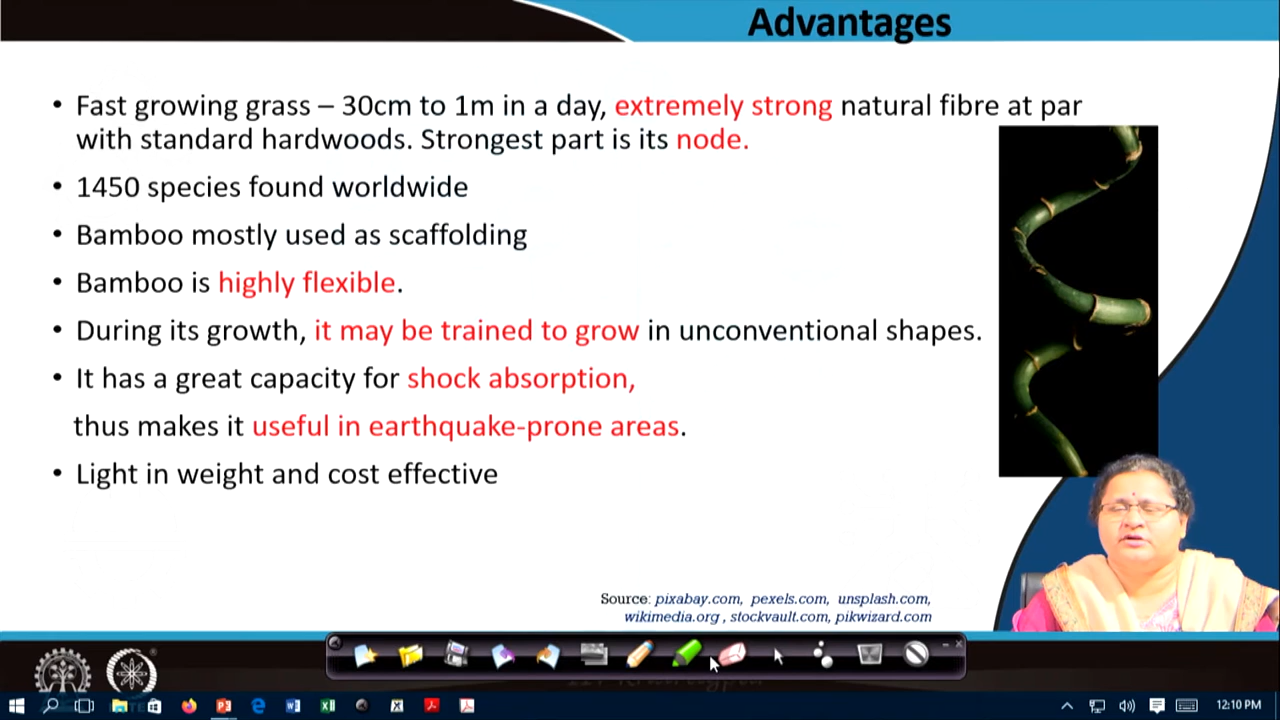 Advantages
• Fast growing grass – 30cm to 1m in a day, extremely strong natural fibre at par
with standard hardwoods. Strongest part is its node.
• 1450 species found worldwide
• Bamboo mostly used as scaffolding
• Bamboo is highly flexible.
• During its growth, it may be trained to grow in unconventional shapes.
• It has a great capacity for shock absorption,
thus makes it useful in earthquake-prone areas.
• Light in weight and cost effective
Source: pixabay.com, pexels.com, unsplash.com,
wikimedia.org , stockvault.com, pikwizard.com
12:10 PM